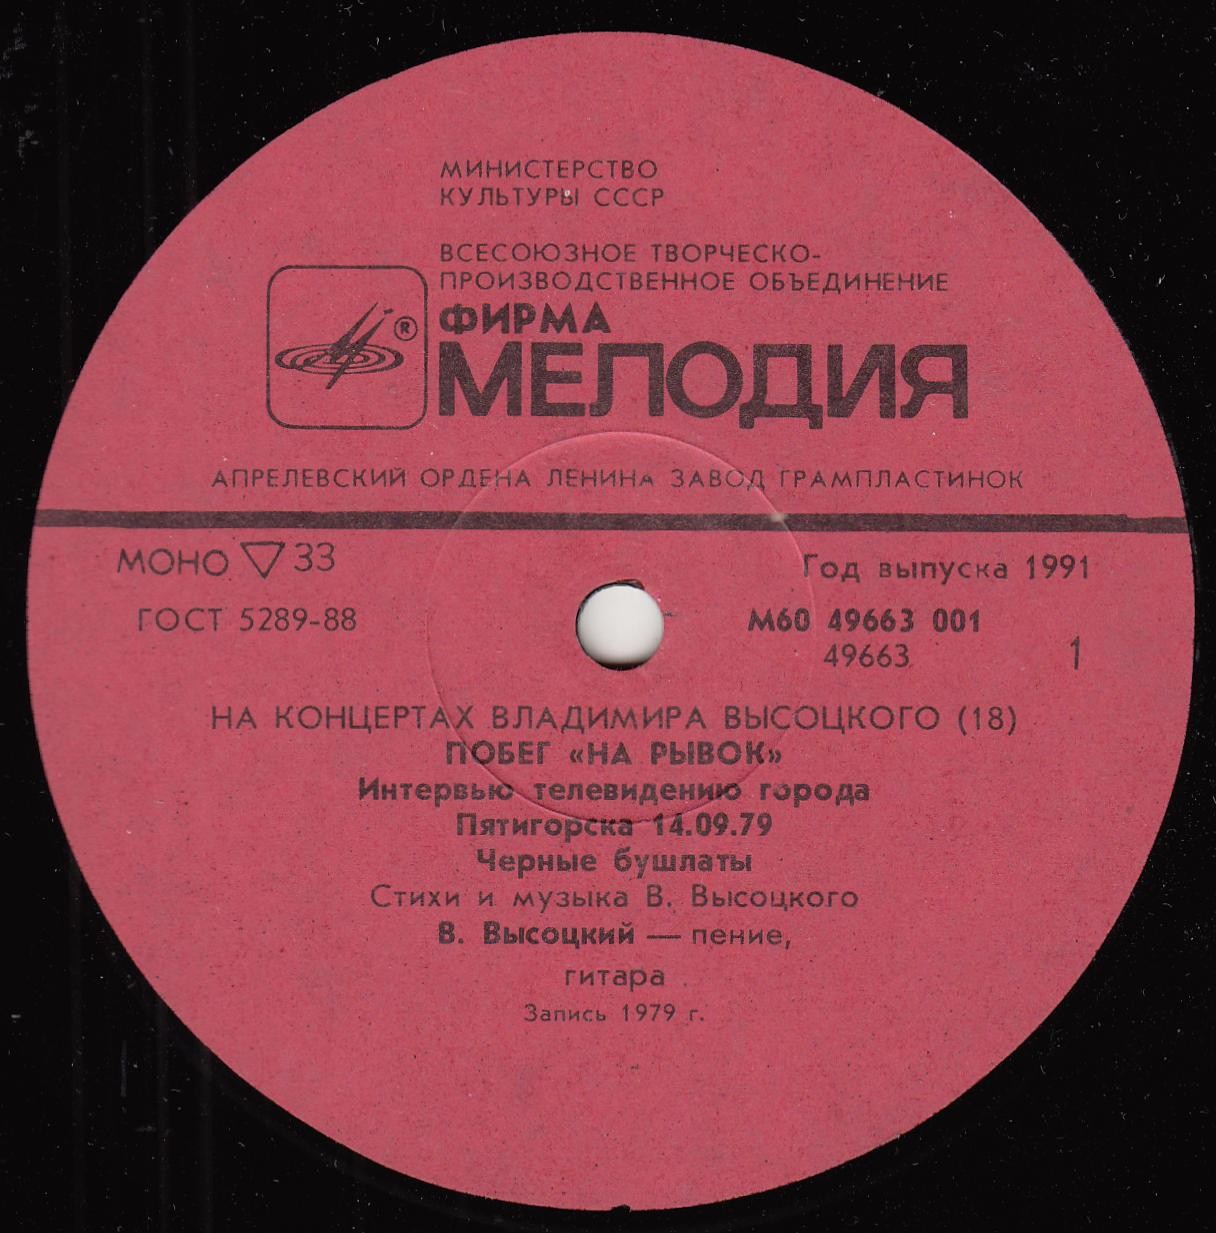 МИНИСТЕРСТВО
КУЛЬТУРЫ СССР
ВСЕСОЮЗНОЕ ТВОРЧЕСКО-
ПРОИЗВОДСТВЕННОЕ ОБЪЕДИНЕНИЕ
ФИРМА
®
МЕЛОДИЯ
АПРЕЛЕВСКИЙ ОРДЕНА ЛЕНИНА ЗАВОД ГРАМПЛАСТИНОК
МОНО ▽ 33
Год выпуска 1991
ГОСТ 5289-88
М60 49663 001
49663 1
НА КОНЦЕРТАХ ВЛАДИМИРА ВЫСОЦКОГО (18)
ПОБЕГ «НА РЫВОК»
Интервью телевидению города
Пятигорска 14.09.79
Черные бушлаты
Стихи и музыка В. Высоцкого
В. Высоцкий — пение,
гитара
Запись 1979 г.